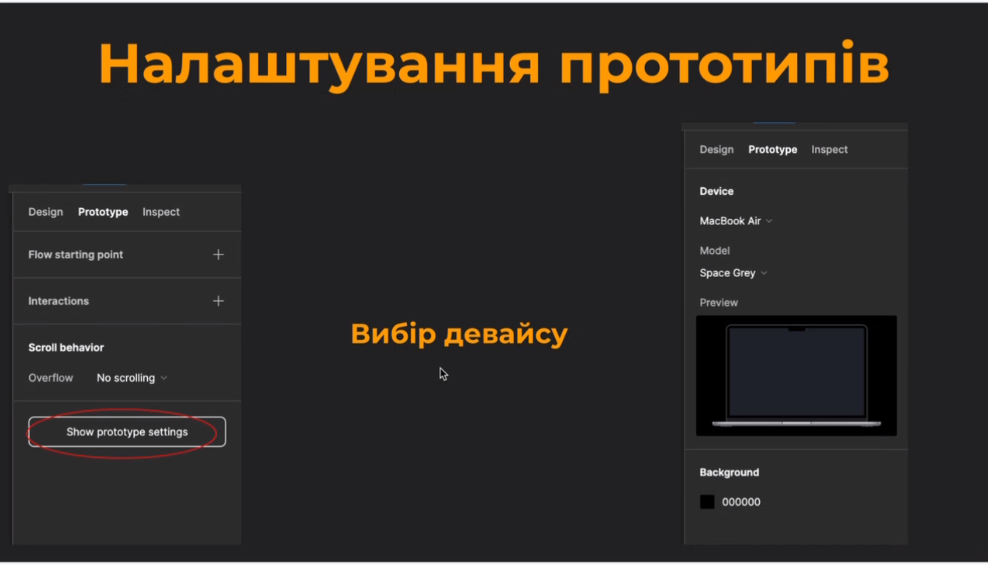 Налаштування прототипів
Design Prototype Inspect
Flow starting point
Interactions
Scroll behavior
Overflow No scrolling
Show prototype settings
Вибір девайсу
Design Prototype Inspect
Device
MacBook Air
Model
Space Grey
Preview
Background
000000